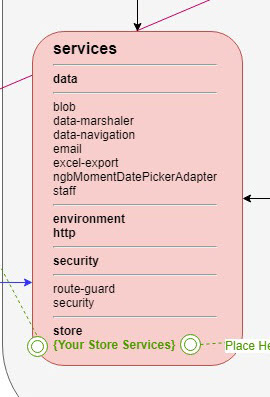 services
data
blob
data-marshaler
data-navigation
email
excel-export
ngbMomentDatePickerAdapter
staff
environment
http
security
route-guard
security
store
{Your Store Services}
Place He